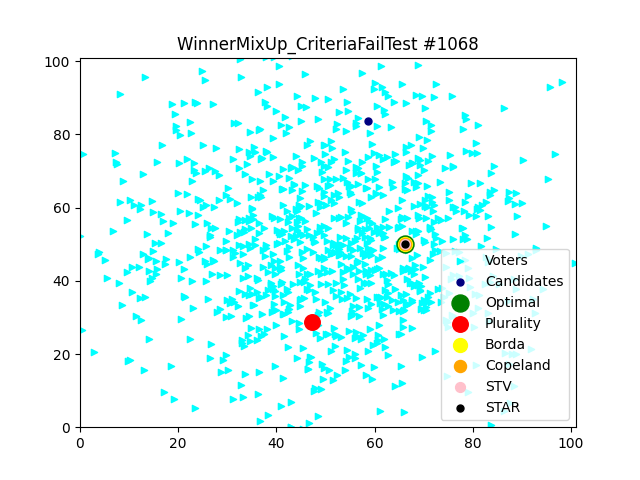 WinnerMixUp_CriteriaFailTest #1068
100
80
60
40
20
0
0
20
40
60
80
100
Voters
Candidates
Optimal
Plurality
Borda
Copeland
STV
STAR